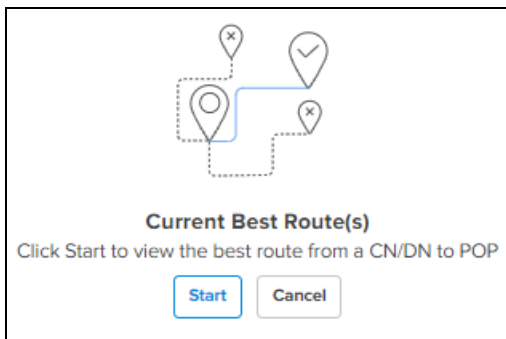 Current Best Route(s)
Click Start to view the best route from a CN/DN to POP
Start
Cancel